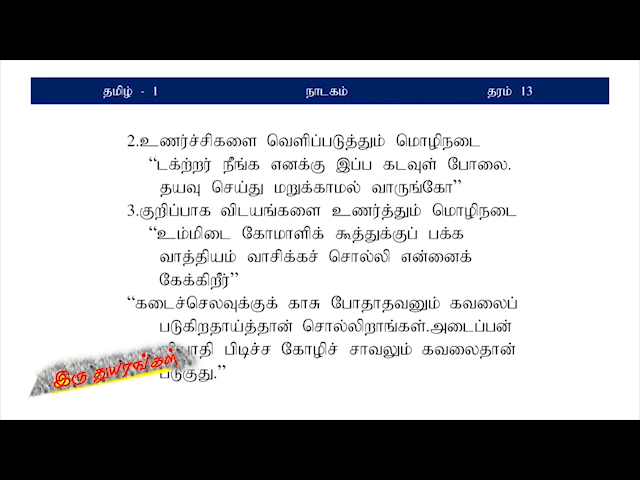 தமிழ் - I நாடகம் தரம் 13
2.உணர்ச்சிகளை வெளிப்படுத்தும் மொழிநடை
“டக்ற்றர் நீங்க எனக்கு இப்ப கடவுள் போலை.
தயவு செய்து மறுக்காமல் வாருங்கோ”
3.குறிப்பாக விடயங்களை உணர்த்தும் மொழிநடை
“உம்மிடை கோமாளிக் கூத்துக்குப் பக்க
வாத்தியம் வாசிக்கச் சொல்லி என்னைக்
கேக்கிறீர்”
“கடைச்செலவுக்குக் காசு போதாதவனும் கவலைப்
படுகிறதாய்த்தான் சொல்லிறாங்கள்.அடைப்பன்
பிடிச்ச கோழிச் சாவலும் கவலைதான்
படுகுது.”
இரு துயரங்கள்